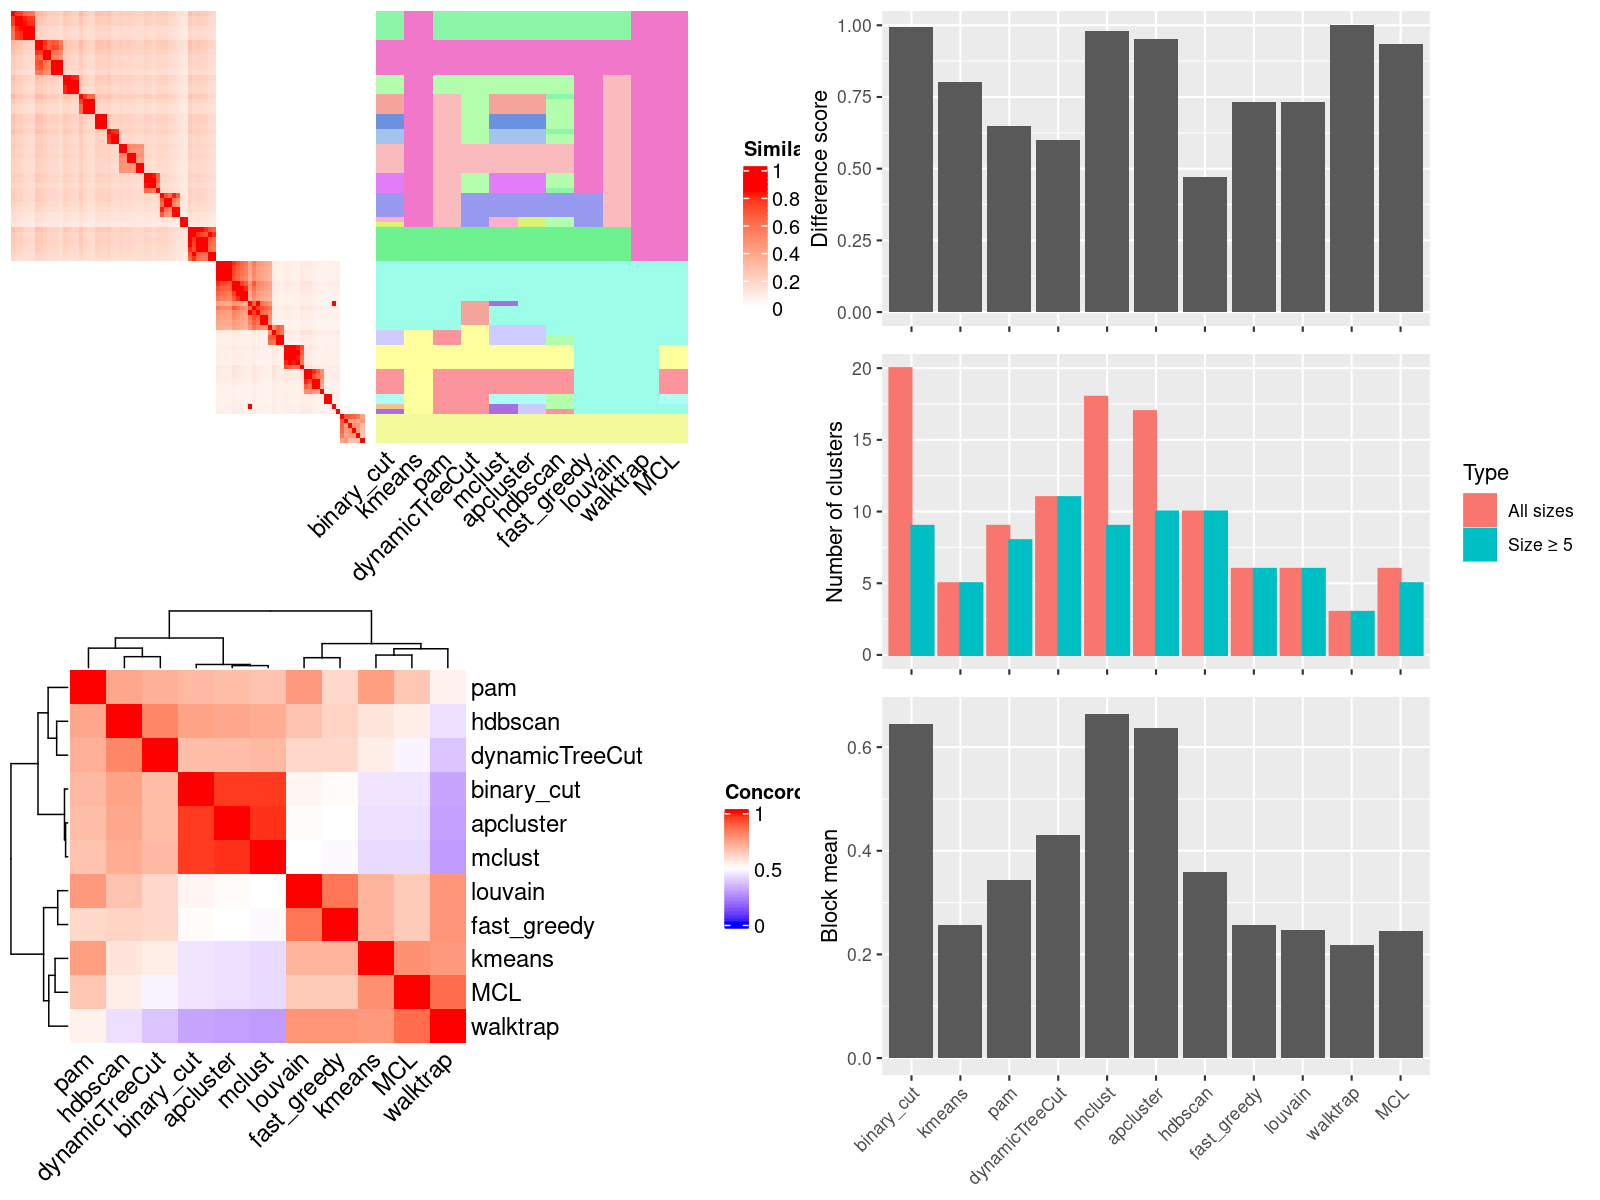 Simila
1
0.8
0.6
0.4
0.2
0
binary_cut
kmeans
pam
dynamicTreeCut
mclust
apcluster
hdbscan
fast_greedy
louvain
walktrap
MCL
pam
hdbscan
dynamicTreeCut
binary_cut
apcluster
mclust
louvain
fast_greedy
kmeans
MCL
walktrap
Concord
1
0.5
0
pam
hdbscan
dynamicTreeCut
binary_cut
apcluster
mclust
louvain
fast_greedy
kmeans
MCL
walktrap
Difference score
1.00
0.75
0.50
0.25
0.00
Number of clusters
20
15
10
5
0
Type
All sizes
Size ≥ 5
Block mean
0.6
0.4
0.2
0.0
binary_cut
kmeans
pam
dynamicTreeCut
mclust
apcluster
hdbscan
fast_greedy
louvain
walktrap
MCL